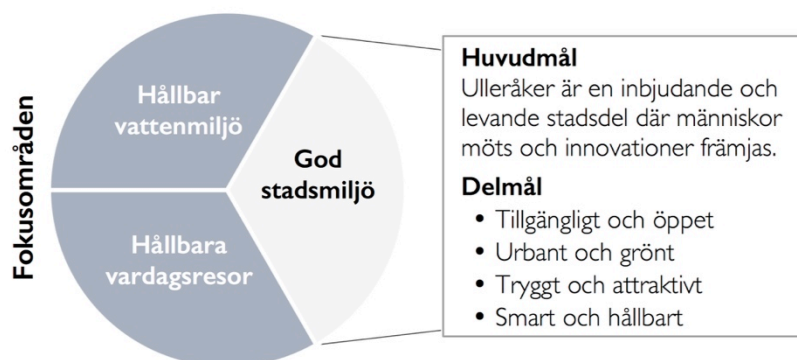 Fokusområden
Hållbar
vattenmiljö
God
stadsmiljö
Hållbara
vardagsresor
Huvudmål
Ulleråker är en inbjudande och
levande stadsdel där människor
möts och innovationer främjas.
Delmål
• Tillgängligt och öppet
• Urbant och grönt
• Tryggt och attraktivt
• Smart och hållbart